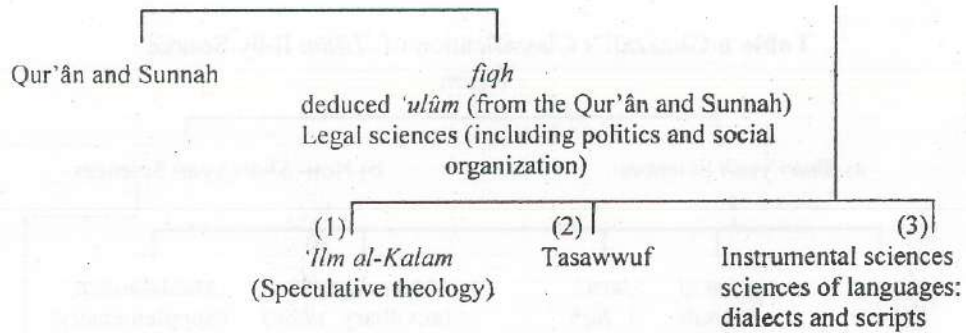 Qur'ân and Sunnah
fiqh
deduced 'ulûm (from the Qur'ân and Sunnah)
Legal sciences (including politics and social
organization)
(1)
'Ilm al-Kalam
(Speculative theology)
(2)
Tasawwuf
(3)
Instrumental sciences
sciences of languages:
dialects and scripts